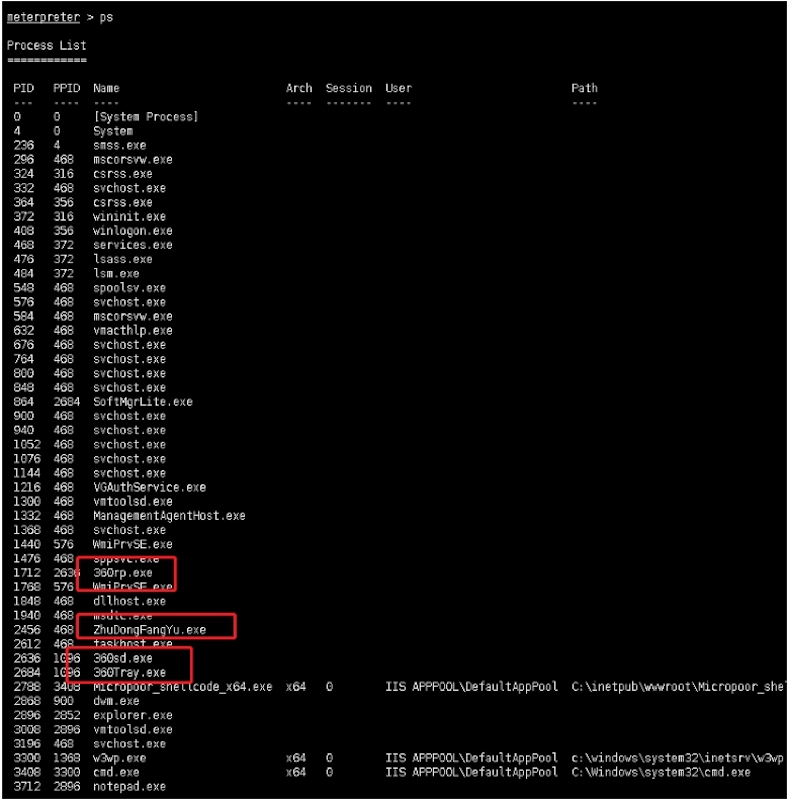 meterpreter > ps
Process List
============
PID PPID Name Arch Session User Path
--- ---- ---- ---- ------- ---- ----
0 0 [System Process]
4 0 System
236 4 smss.exe
296 468 mscorsvw.exe
324 316 csrss.exe
332 468 svchost.exe
364 356 csrss.exe
372 316 wininit.exe
408 356 winlogon.exe
468 372 services.exe
476 372 lsass.exe
484 372 lsm.exe
548 468 spoolsv.exe
576 468 svchost.exe
584 468 mscorsvw.exe
632 468 vmacthlp.exe
676 468 svchost.exe
764 468 svchost.exe
800 468 svchost.exe
848 468 svchost.exe
864 2684 SoftMgrLite.exe
900 468 svchost.exe
940 468 svchost.exe
1052 468 svchost.exe
1076 468 svchost.exe
1144 468 svchost.exe
1216 468 VGAuthService.exe
1300 468 vmtoolsd.exe
1332 468 ManagementAgentHost.exe
1368 468 svchost.exe
1440 576 WmiPrvSE.exe
1476 468 sppsvc.exe
1712 2636 360rp.exe
1768 576 WmiPrvSE.exe
1848 468 dllhost.exe
1940 468 msdtc.exe
2456 468 ZhuDongFangYu.exe
2612 468 taskhost.exe
2636 1096 360sd.exe
2684 1096 360Tray.exe
2788 3408 Micropoor_shellcode_x64.exe x64 0 IIS APPPOOL\DefaultAppPool C:\inetpub\wwwroot\Micropoor_shel
2868 900 dwm.exe
2896 2852 explorer.exe
3008 2896 vmtoolsd.exe
3196 468 svchost.exe
3300 1368 w3wp.exe x64 0 IIS APPPOOL\DefaultAppPool c:\windows\system32\inetsrv\w3wp
3408 3300 cmd.exe x64 0 IIS APPPOOL\DefaultAppPool C:\Windows\system32\cmd.exe
3712 2896 notepad.exe